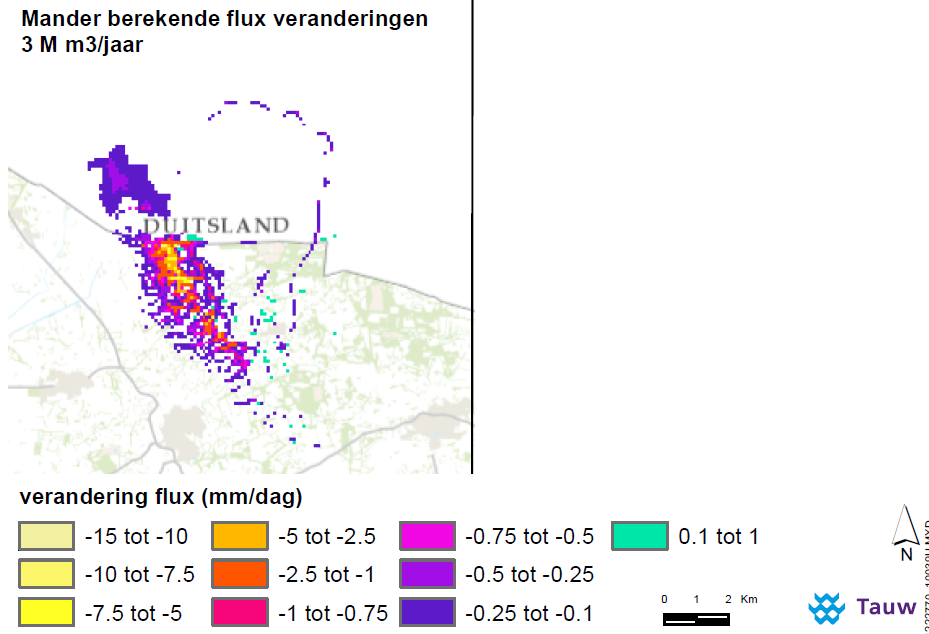 Mander berekende flux veranderingen
3 M m3/jaar
DUITSLAND
verandering flux (mm/dag)
-15 tot -10
-5 tot -2.5
-0.75 tot -0.5
0.1 tot 1
-10 tot -7.5
-2.5 tot -1
-0.5 tot -0.25
-7.5 tot -5
-1 tot -0.75
-0.25 tot -0.1
0 1 2 Km
N
Tauw